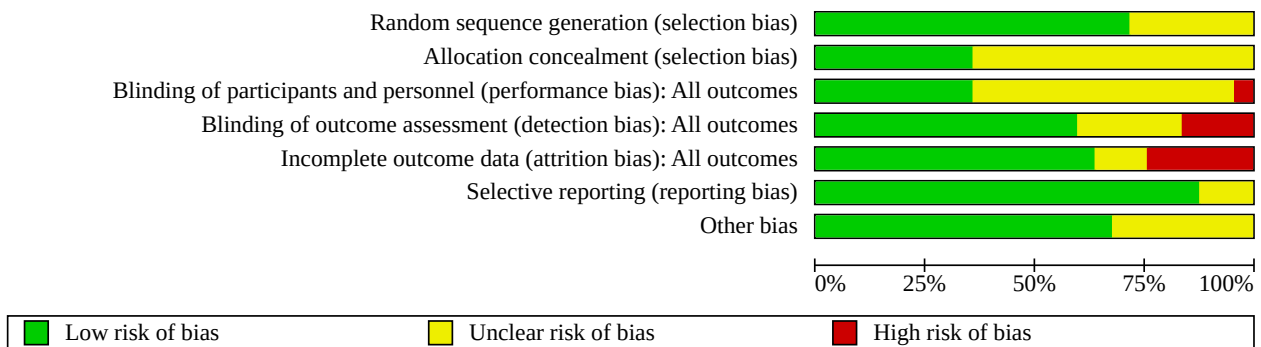 Random sequence generation (selection bias)
Allocation concealment (selection bias)
Blinding of participants and personnel (performance bias): All outcomes
Blinding of outcome assessment (detection bias): All outcomes
Incomplete outcome data (attrition bias): All outcomes
Selective reporting (reporting bias)
Other bias
0% 25% 50% 75% 100%
Low risk of bias Unclear risk of bias High risk of bias